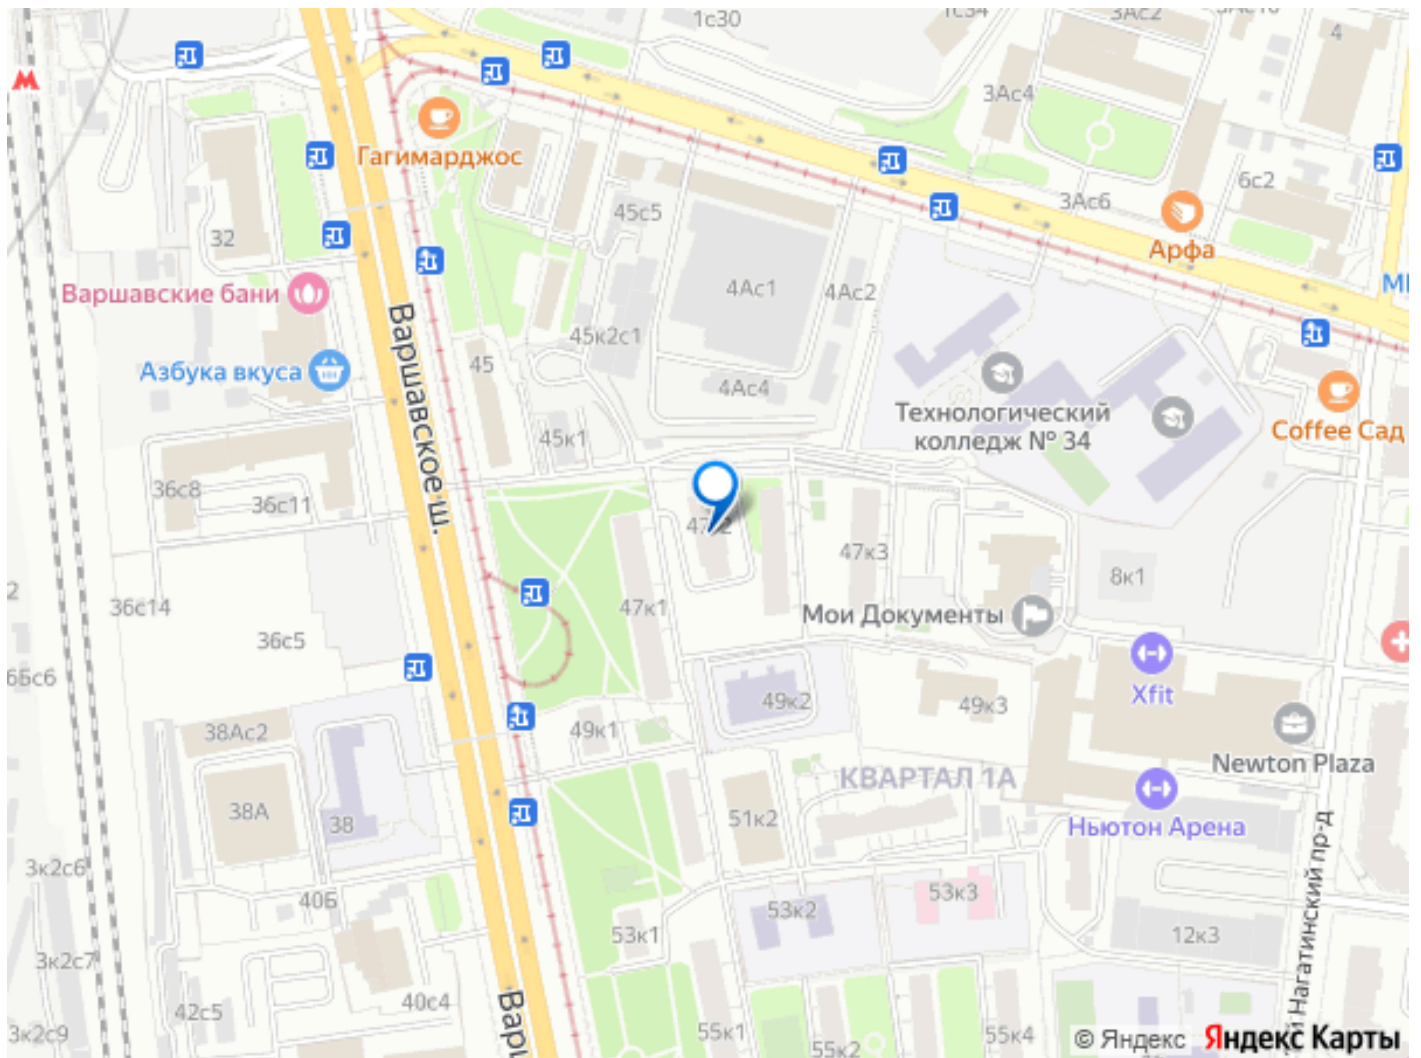 1с30
3Ас2
4
3Ас4
Гагимарджос
45с5
6с2
3Ас6
32
Арфа
Варшавские бани
4Ас1
4Ас2
45к2с1
Азбука вкуса
45
4Ас4
Варшавское ш.
Технологический
колледж № 34
Coffee Сад
45к1
36с8
36с11
47к3
8к1
36с14
47к1
Мои Документы
36с5
Xfit
49к2
49к3
38Ас2
49к1
Newton Plaza
КВАРТАЛ 1А
38А
38
51к2
Ньютон Арена
3к2с6
40Б
53к3
53к2
53к1
12к3
3к2с7
40с4
42с5
3к2с9
55к1
55к2
55к4
Нагатинский пр-д
© Яндекс Яндекс Карты